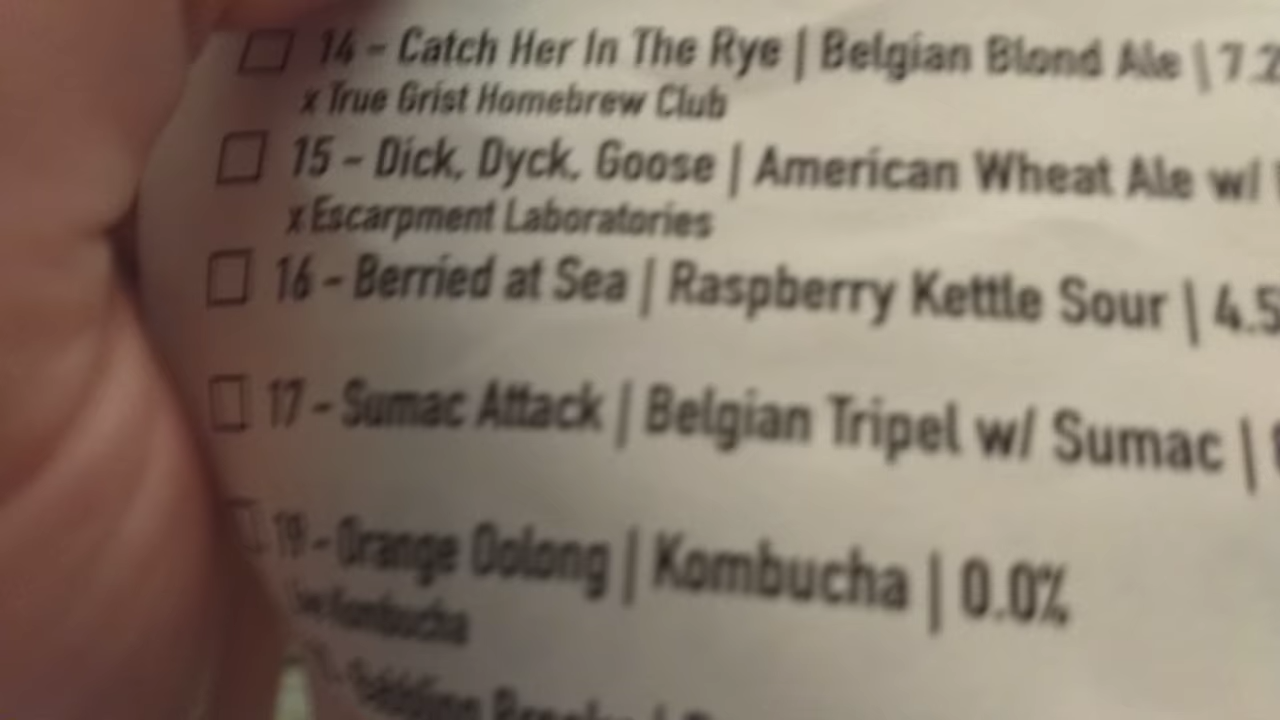 14 - Catch Her In The Rye | Belgian Blond Ale | 7.2
x True Grist Homebrew Club
15 - Dick, Dyck, Goose | American Wheat Ale w/
x Escarpment Laboratories
16 - Berried at Sea | Raspberry Kettle Sour | 4.5
17 - Sumac Attack | Belgian Tripel w/ Sumac |
19 - Orange Oolong | Kombucha | 0.0%
Kombucha